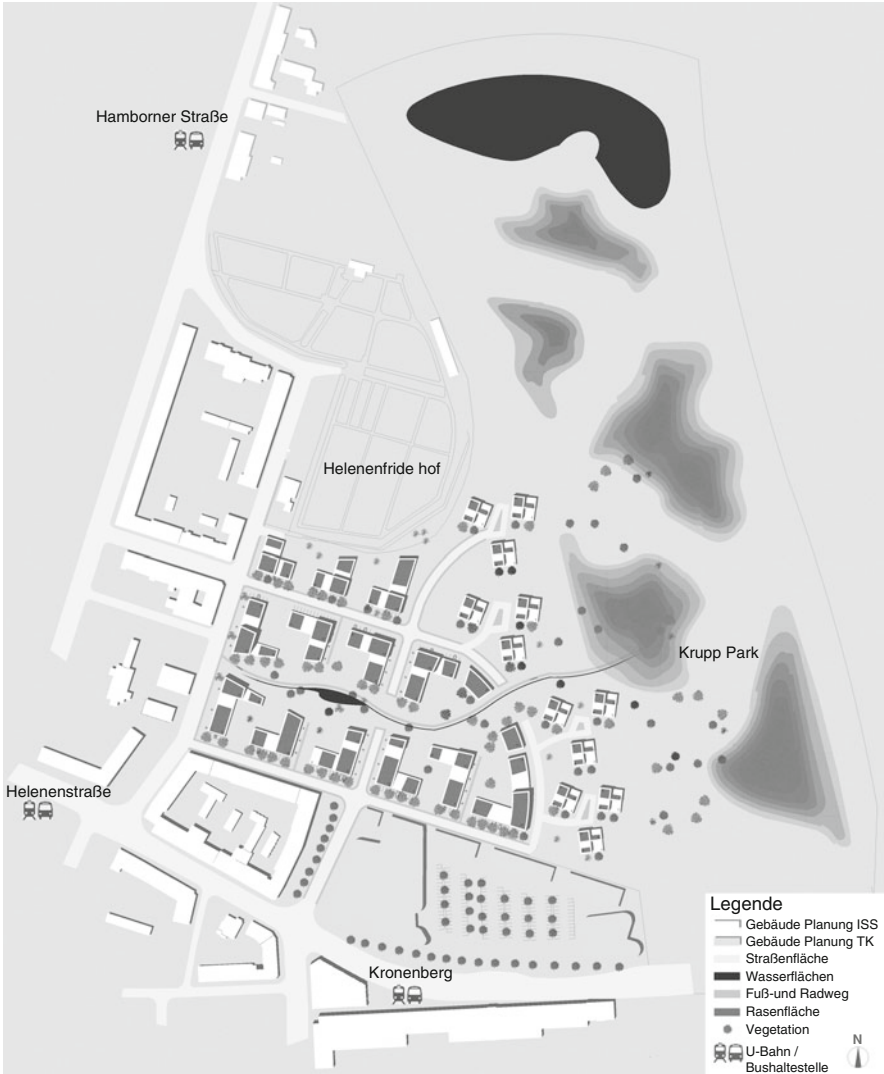 Hamborner Straße
Helenenfride hof
Krupp Park
Helenenstraße
Kronenberg
Legende
Gebäude Planung ISS
Gebäude Planung TK
Straßenfläche
Wasserflächen
Fuß-und Radweg
Rasenfläche
Vegetation
U-Bahn /
Bushaltestelle
N